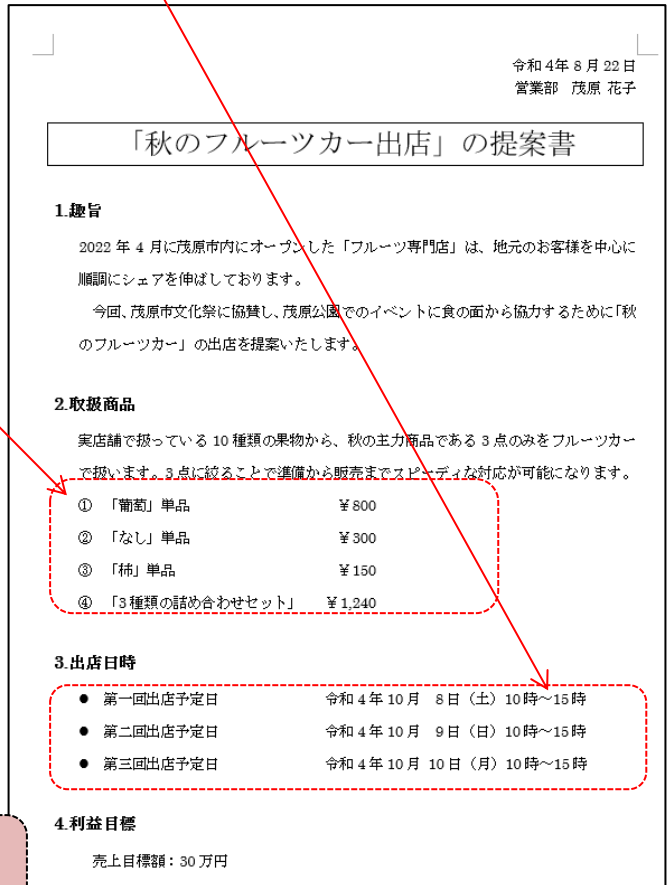 令和4年8月22日
営業部　茂原 花子
「秋のフルーツカー出店」の提案書
1.趣旨
2022年4月に茂原市内にオープンした「フルーツ専門店」は、地元のお客様を中心に
順調にシェアを伸ばしております。
今回、茂原市文化祭に協賛し、茂原公園でのイベントに食の面から協力するために「秋
のフルーツカー」の出店を提案いたします。
2.取扱商品
実店舗で扱っている10種類の果物から、秋の主力商品である3点のみをフルーツカー
で扱います。3点に絞ることで準備から販売までスピーディな対応が可能になります。
① 「葡萄」単品　￥800
② 「なし」単品　￥300
③ 「柿」単品　￥150
④ 「3種類の詰め合わせセット」　￥1,240
3.出店日時
● 第一回出店予定日　令和4年10月　8日（土）10時～15時
● 第二回出店予定日　令和4年10月　9日（日）10時～15時
● 第三回出店予定日　令和4年10月 10日（月）10時～15時
4.利益目標
売上目標額：30万円